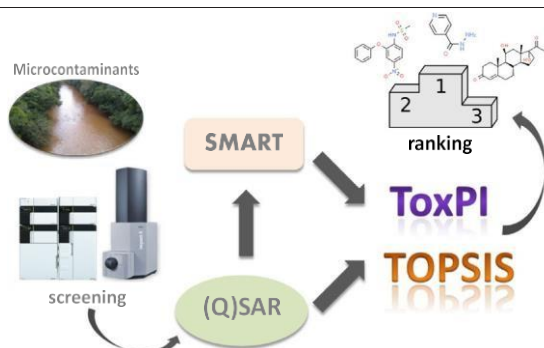 Microcontaminants
screening
(Q)SAR
SMART
ToxPI
TOPSIS
2 1 3
ranking